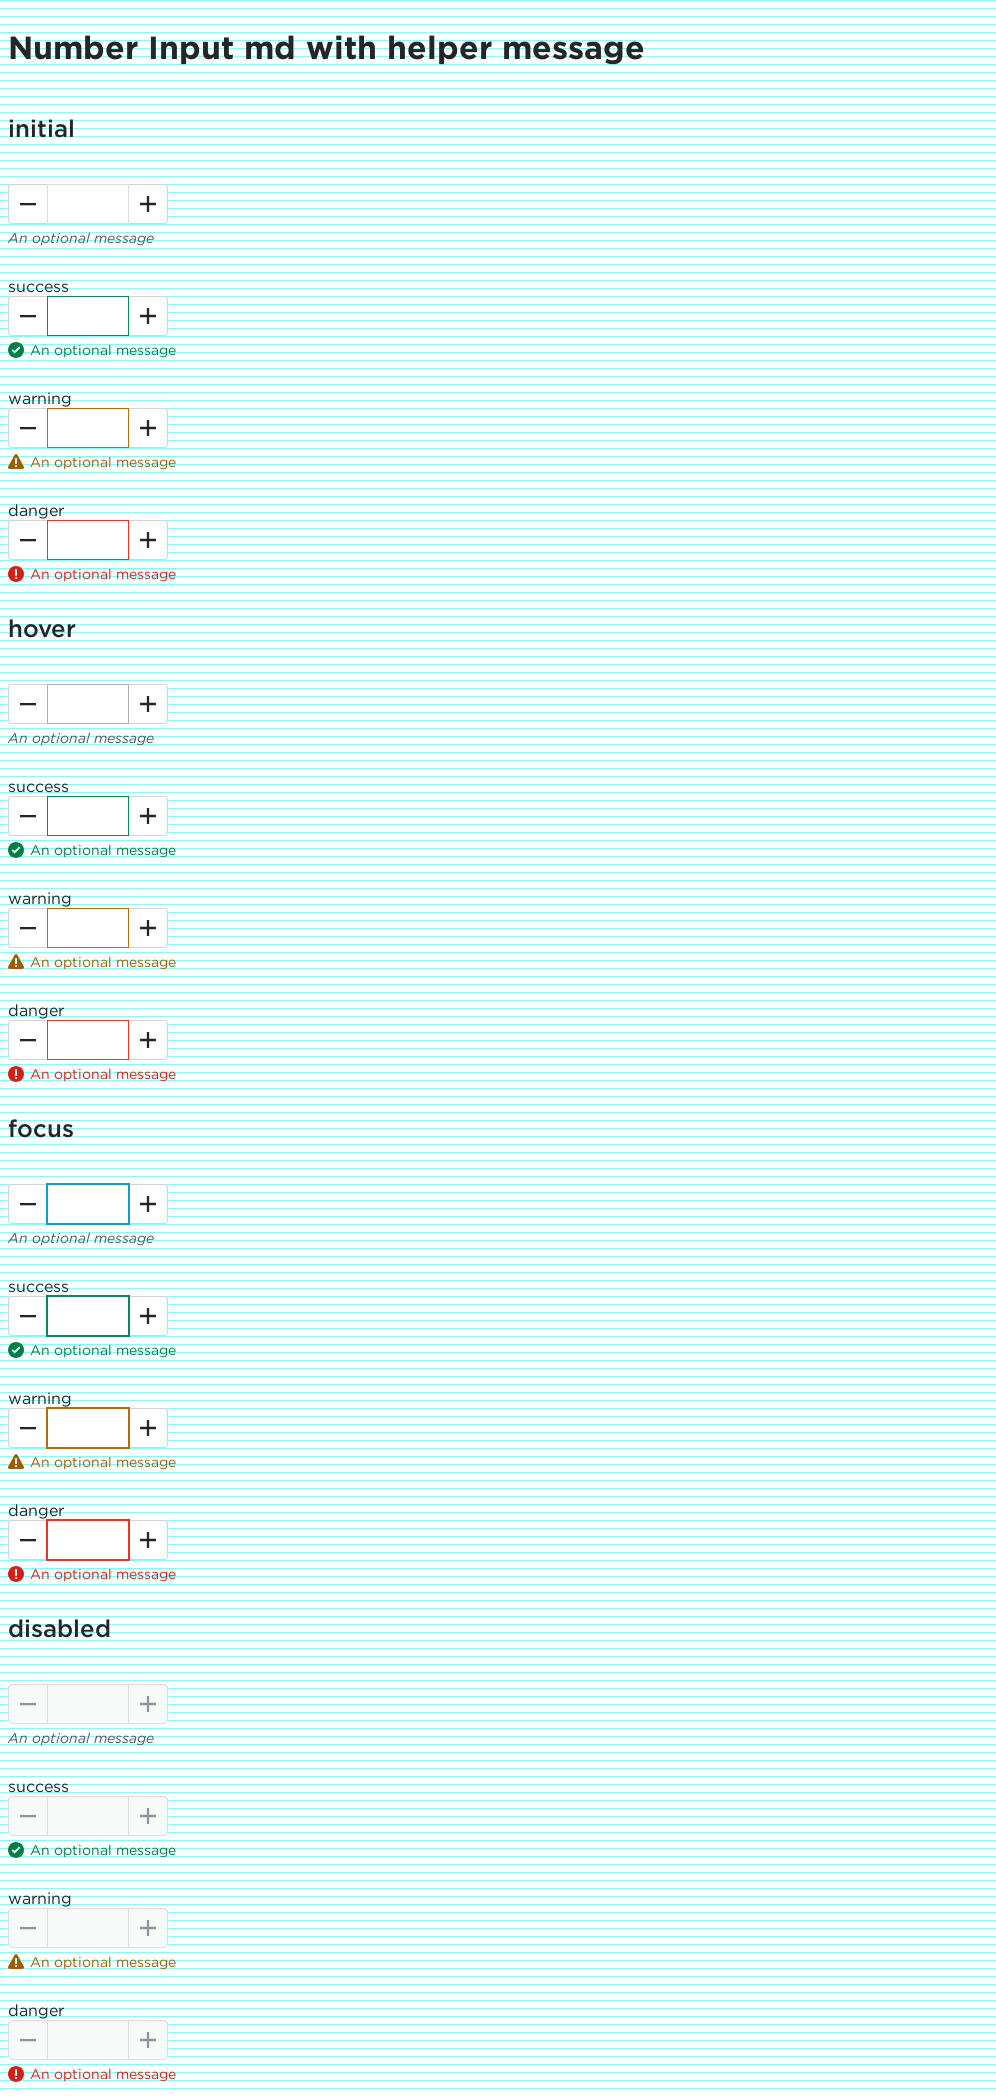 Number Input md with helper message
initial
An optional message
success
An optional message
warning
An optional message
danger
An optional message
hover
An optional message
success
An optional message
warning
An optional message
danger
An optional message
focus
An optional message
success
An optional message
warning
An optional message
danger
An optional message
disabled
An optional message
success
An optional message
warning
An optional message
danger
An optional message